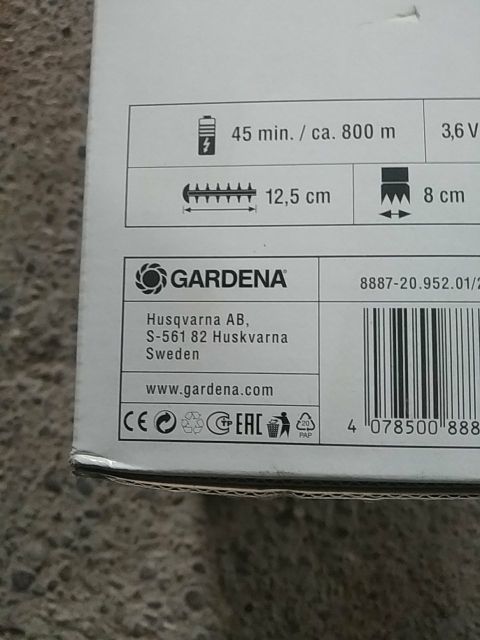 45 min. / ca. 800 m
3,6 V
12,5 cm
8 cm
GARDENA
8887-20.952.01/
Husqvarna AB,
S-561 82 Huskvarna
Sweden
www.gardena.com
CE TP EAC 20
PAP
4 078500 888